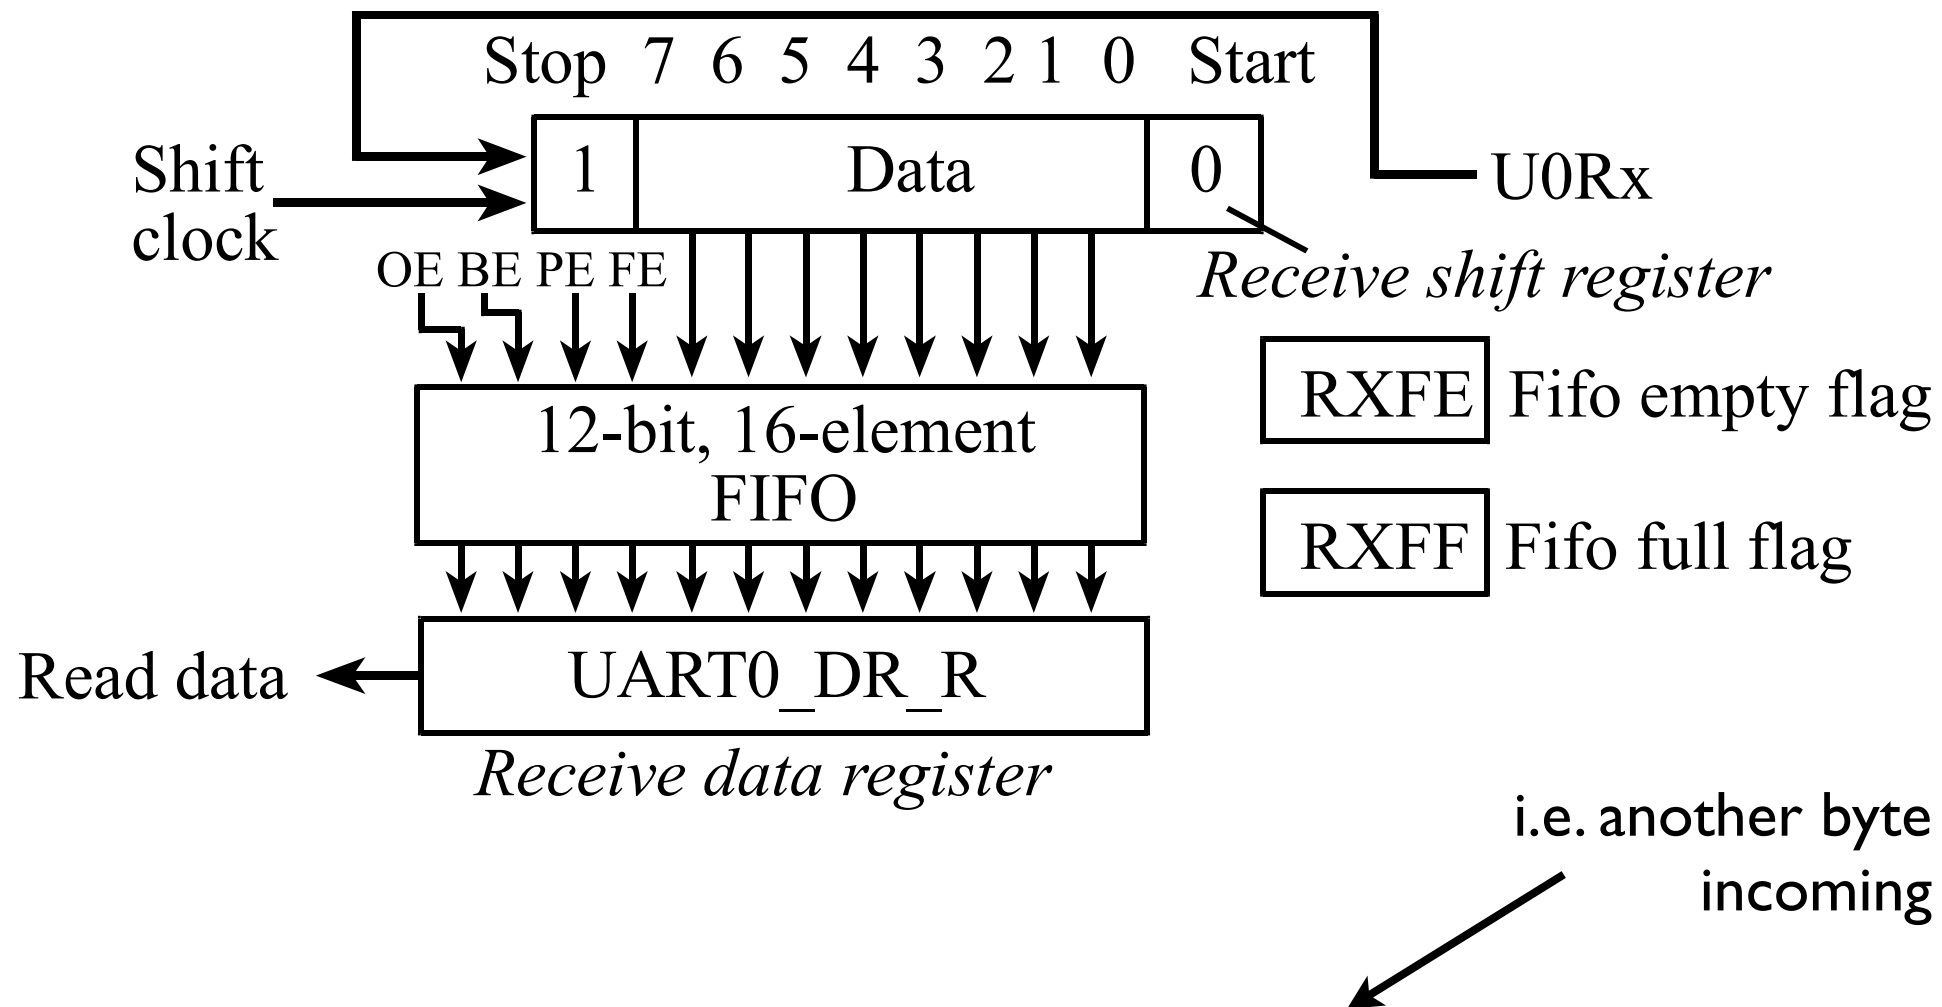 Stop 7 6 5 4 3 2 1 0 Start
Shift
clock
1 Data 0
U0Rx
OE BE PE FE
Receive shift register
RXFE Fifo empty flag
12-bit, 16-element
FIFO
RXFF Fifo full flag
Read data
UART0_DR_R
Receive data register
i.e. another byte
incoming